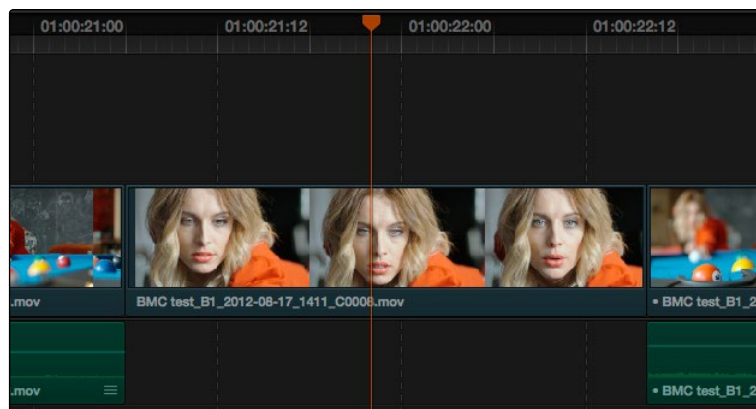 01:00:21:00
01:00:21:12
01:00:22:00
01:00:22:12
.mov
BMC test_B1_2012-08-17_1411_C0008.mov
• BMC test_B1_2
.mov
• BMC test_B1_2